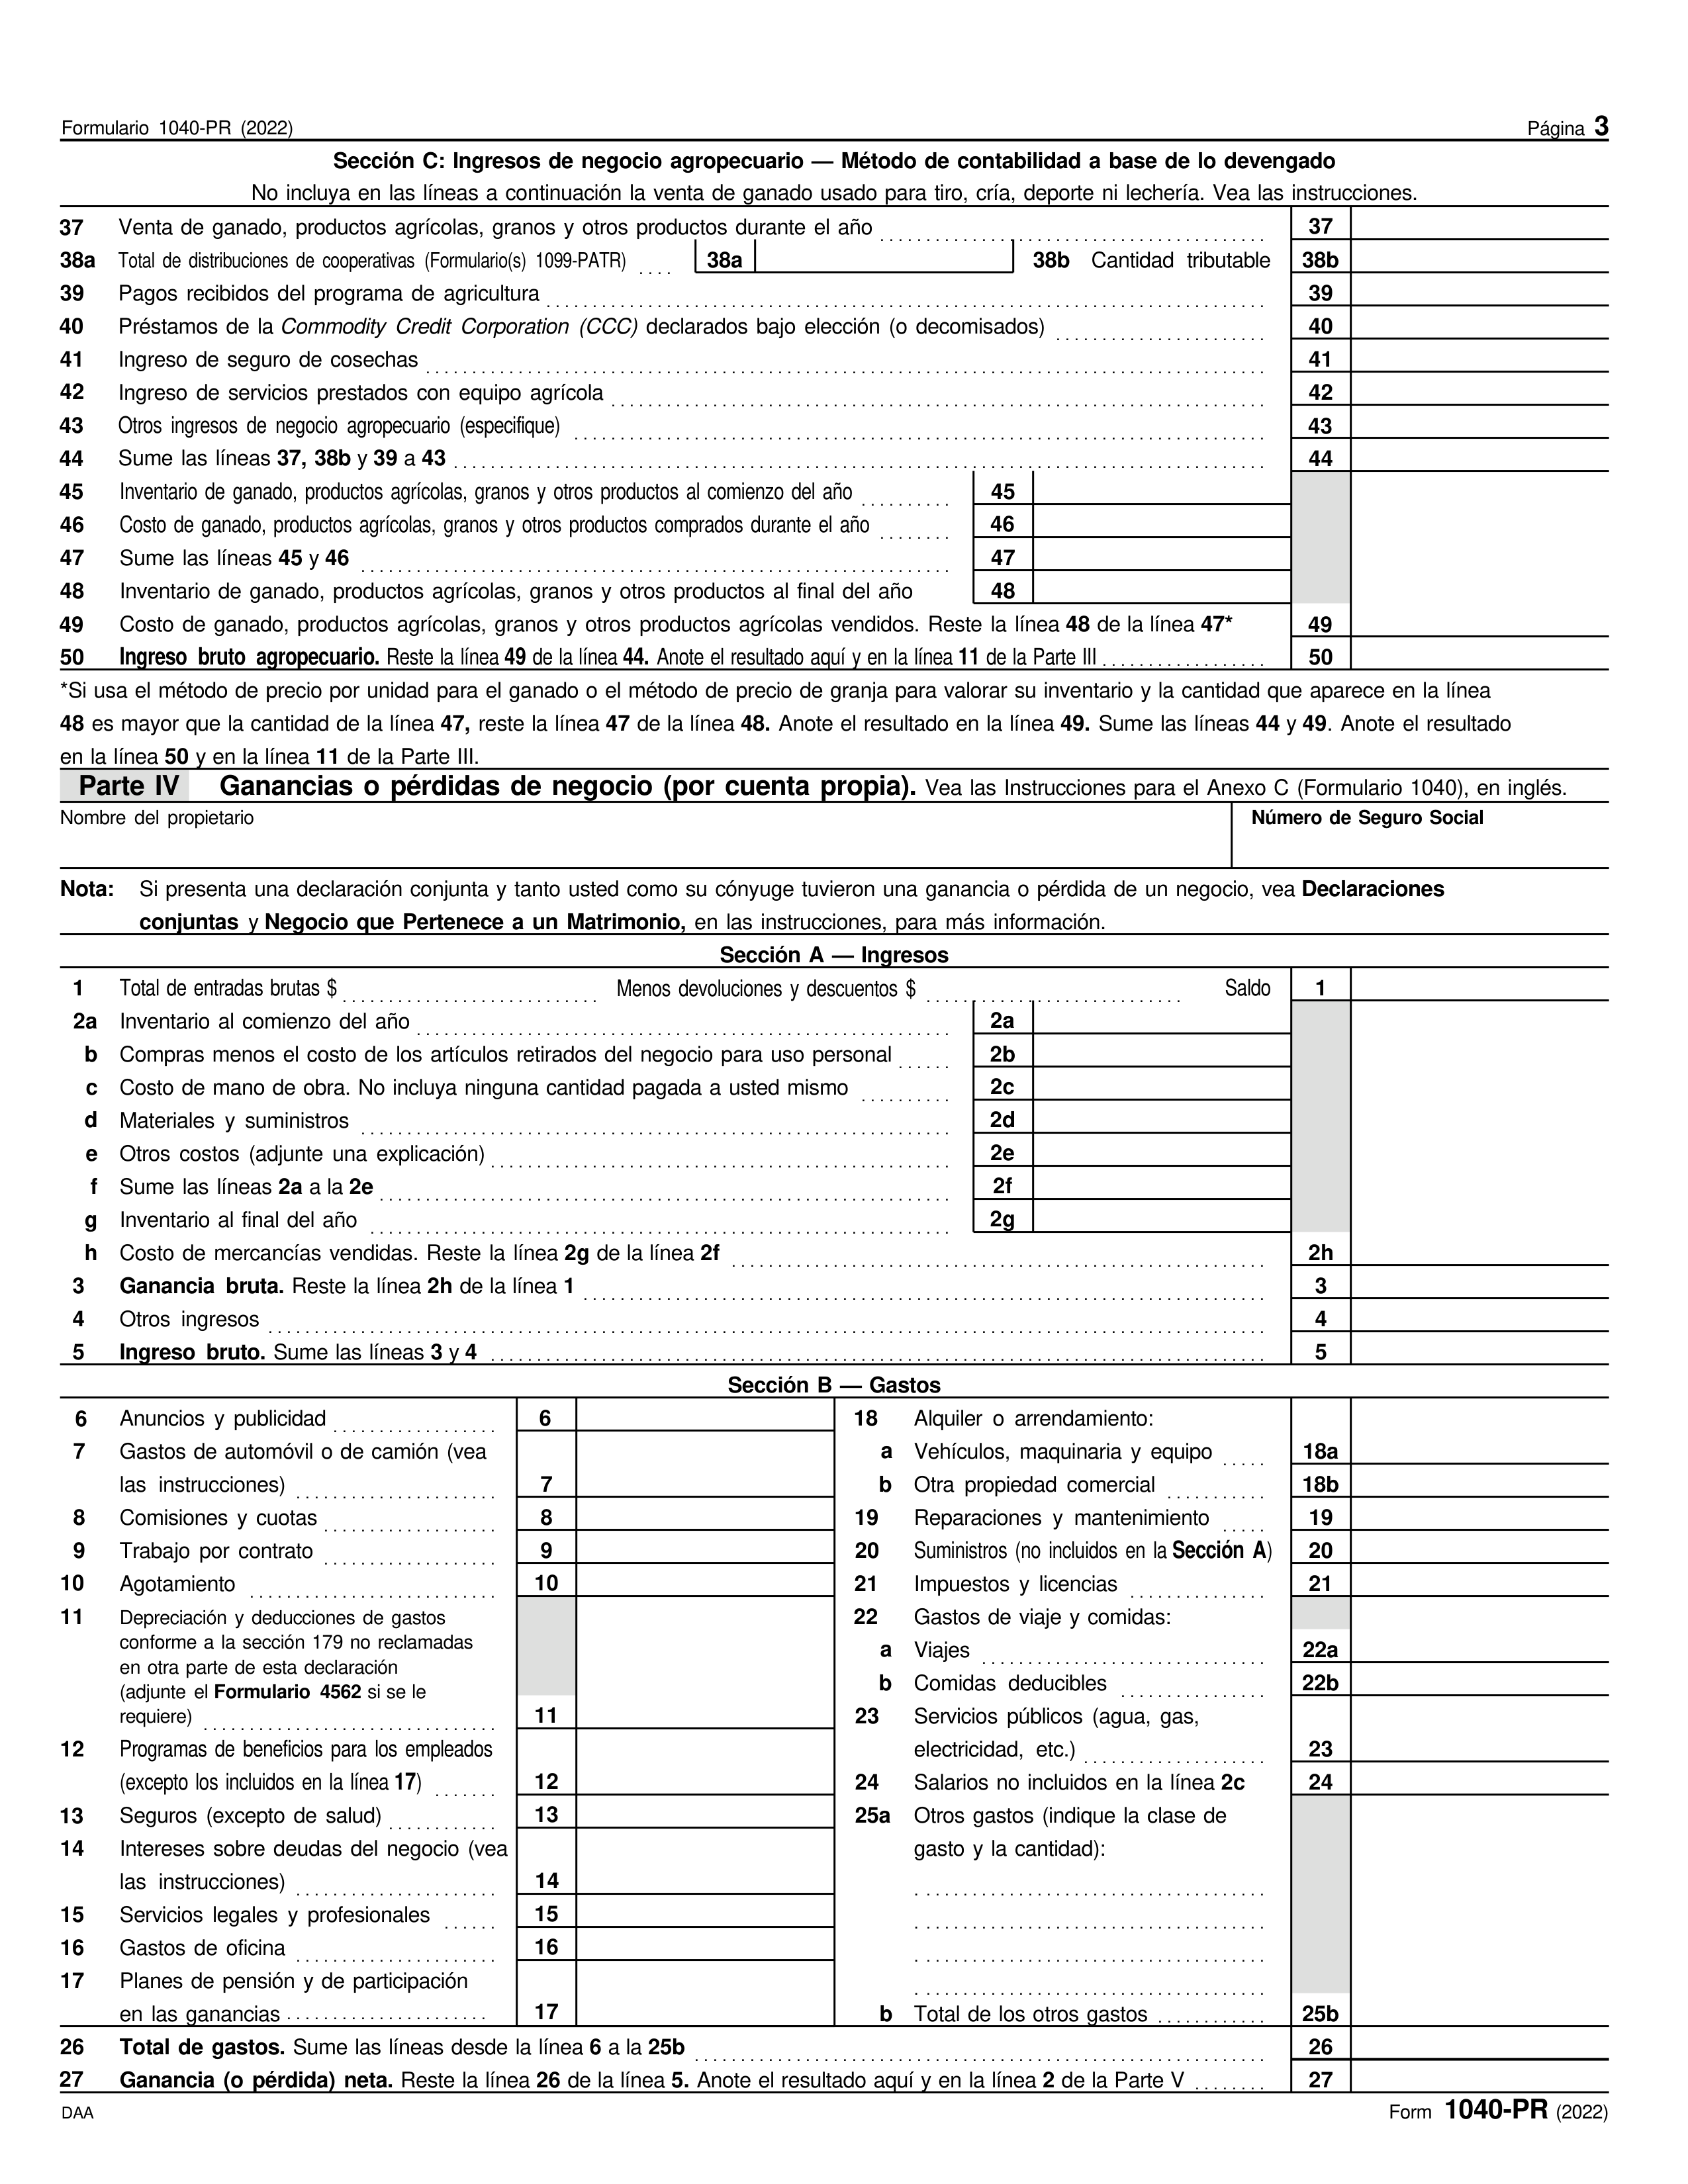 Formulario 1040-PR (2022) Página 3
Sección C: Ingresos de negocio agropecuario — Método de contabilidad a base de lo devengado
No incluya en las líneas a continuación la venta de ganado usado para tiro, cría, deporte ni lechería. Vea las instrucciones.
37 Venta de ganado, productos agrícolas, granos y otros productos durante el año 37
38a Total de distribuciones de cooperativas (Formulario(s) 1099-PATR) 38a 38b Cantidad tributable 38b
39 Pagos recibidos del programa de agricultura 39
40 Préstamos de la Commodity Credit Corporation (CCC) declarados bajo elección (o decomisados) 40
41 Ingreso de seguro de cosechas 41
42 Ingreso de servicios prestados con equipo agrícola 42
43 Otros ingresos de negocio agropecuario (especifique) 43
44 Sume las líneas 37, 38b y 39 a 43 44
45 Inventario de ganado, productos agrícolas, granos y otros productos al comienzo del año 45
46 Costo de ganado, productos agrícolas, granos y otros productos comprados durante el año 46
47 Sume las líneas 45 y 46 47
48 Inventario de ganado, productos agrícolas, granos y otros productos al final del año 48
49 Costo de ganado, productos agrícolas, granos y otros productos agrícolas vendidos. Reste la línea 48 de la línea 47* 49
50 Ingreso bruto agropecuario. Reste la línea 49 de la línea 44. Anote el resultado aquí y en la línea 11 de la Parte III 50
*Si usa el método de precio por unidad para el ganado o el método de precio de granja para valorar su inventario y la cantidad que aparece en la línea
48 es mayor que la cantidad de la línea 47, reste la línea 47 de la línea 48. Anote el resultado en la línea 49. Sume las líneas 44 y 49. Anote el resultado
en la línea 50 y en la línea 11 de la Parte III.
Parte IV Ganancias o pérdidas de negocio (por cuenta propia). Vea las Instrucciones para el Anexo C (Formulario 1040), en inglés.
Nombre del propietario Número de Seguro Social
Nota: Si presenta una declaración conjunta y tanto usted como su cónyuge tuvieron una ganancia o pérdida de un negocio, vea Declaraciones
conjuntas y Negocio que Pertenece a un Matrimonio, en las instrucciones, para más información.
Sección A — Ingresos
1 Total de entradas brutas $ Menos devoluciones y descuentos $ Saldo 1
2a Inventario al comienzo del año 2a
b Compras menos el costo de los artículos retirados del negocio para uso personal 2b
c Costo de mano de obra. No incluya ninguna cantidad pagada a usted mismo 2c
d Materiales y suministros 2d
e Otros costos (adjunte una explicación) 2e
f Sume las líneas 2a a la 2e 2f
g Inventario al final del año 2g
h Costo de mercancías vendidas. Reste la línea 2g de la línea 2f 2h
3 Ganancia bruta. Reste la línea 2h de la línea 1 3
4 Otros ingresos 4
5 Ingreso bruto. Sume las líneas 3 y 4 5
Sección B — Gastos
6 Anuncios y publicidad 6
7 Gastos de automóvil o de camión (vea
las instrucciones) 7
8 Comisiones y cuotas 8
9 Trabajo por contrato 9
10 Agotamiento 10
11 Depreciación y deducciones de gastos
conforme a la sección 179 no reclamadas
en otra parte de esta declaración
(adjunte el Formulario 4562 si se le
requiere) 11
12 Programas de beneficios para los empleados
(excepto los incluidos en la línea 17) 12
13 Seguros (excepto de salud) 13
14 Intereses sobre deudas del negocio (vea
las instrucciones) 14
15 Servicios legales y profesionales 15
16 Gastos de oficina 16
17 Planes de pensión y de participación
en las ganancias 17
18 Alquiler o arrendamiento:
a Vehículos, maquinaria y equipo 18a
b Otra propiedad comercial 18b
19 Reparaciones y mantenimiento 19
20 Suministros (no incluidos en la Sección A) 20
21 Impuestos y licencias 21
22 Gastos de viaje y comidas:
a Viajes 22a
b Comidas deducibles 22b
23 Servicios públicos (agua, gas,
electricidad, etc.) 23
24 Salarios no incluidos en la línea 2c 24
25a Otros gastos (indique la clase de
gasto y la cantidad):
b Total de los otros gastos 25b
26 Total de gastos. Sume las líneas desde la línea 6 a la 25b 26
27 Ganancia (o pérdida) neta. Reste la línea 26 de la línea 5. Anote el resultado aquí y en la línea 2 de la Parte V 27
DAA Form 1040-PR (2022)